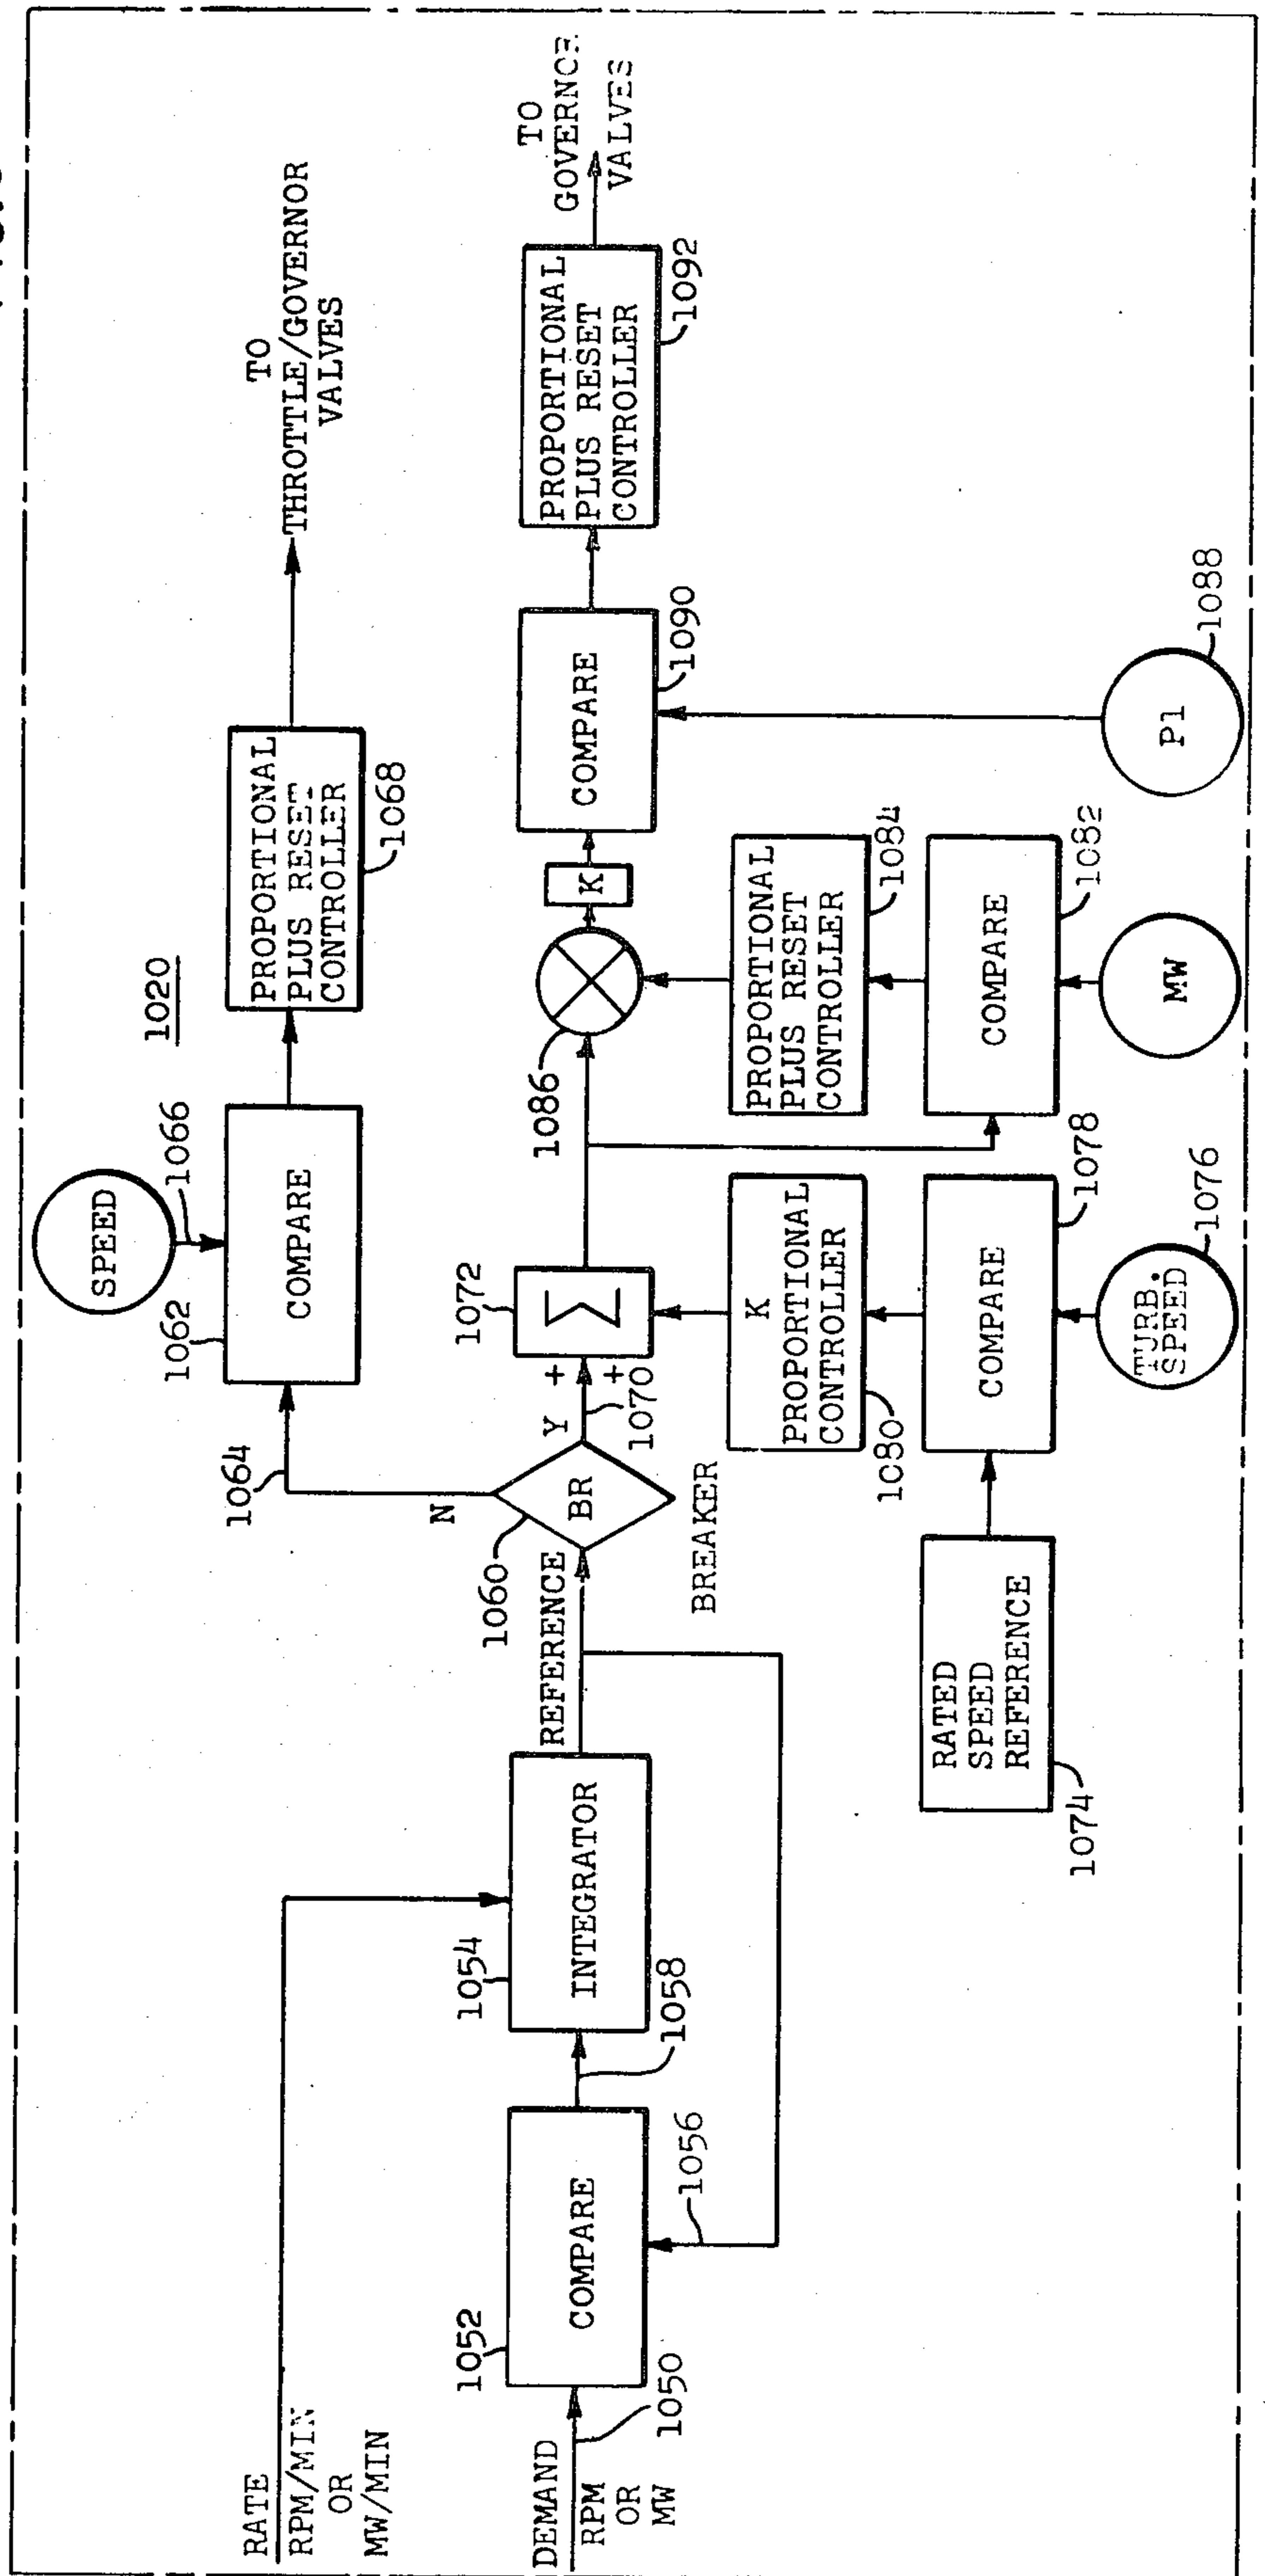 RATE
RPM/MIN
OR
MW/MIN
DEMAND
RPM
OR
MW
1050
1052
COMPARE
1056
1058
1054
INTEGRATOR
REFERENCE
1060
BR
BREAKER
N
Y
1064
1062
COMPARE
SPEED
1066
1020
PROPORTIONAL
PLUS RESET
CONTROLLER
1068
TO
THROTTLE/GOVERNOR
VALVES
+
+
1070
1072
Σ
1074
RATED
SPEED
REFERENCE
COMPARE
1078
TURB.
SPEED
1076
K
PROPORTIONAL
CONTROLLER
1080
1086
K
PROPORTIONAL
PLUS RESET
CONTROLLER
1084
COMPARE
1082
MW
COMPARE
1090
P1
1088
PROPORTIONAL
PLUS RESET
CONTROLLER
1092
TO
VALVES